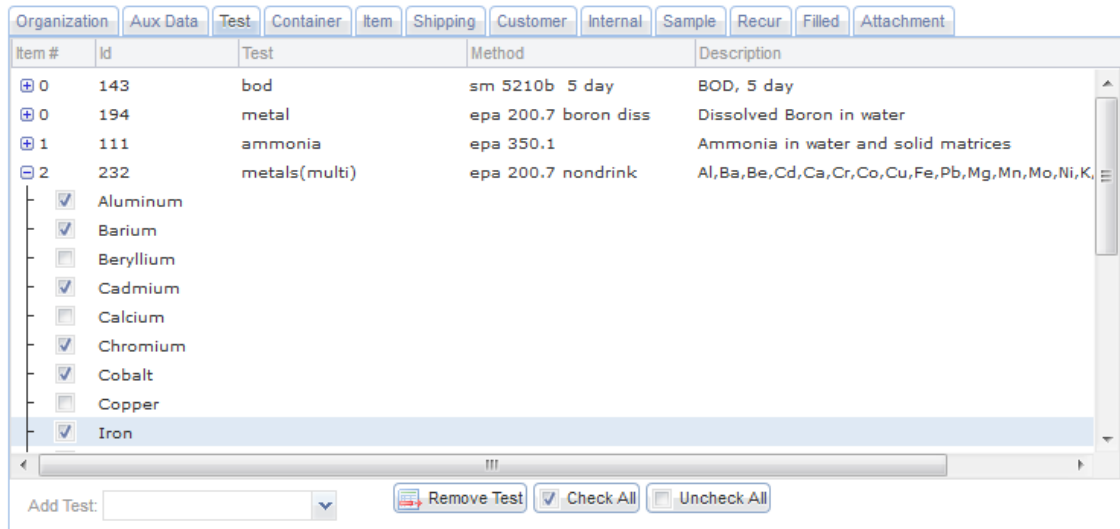 Organization Aux Data Test Container Item Shipping Customer Internal Sample Recur Filled Attachment
Item # Id Test Method Description
0 143 bod sm 5210b 5 day BOD, 5 day
0 194 metal epa 200.7 boron diss Dissolved Boron in water
1 111 ammonia epa 350.1 Ammonia in water and solid matrices
2 232 metals(multi) epa 200.7 nondrink Al,Ba,Be,Cd,Ca,Cr,Co,Cu,Fe,Pb,Mg,Mn,Mo,Ni,K,
Aluminum
Barium
Beryllium
Cadmium
Calcium
Chromium
Cobalt
Copper
Iron
Add Test: Remove Test Check All Uncheck All